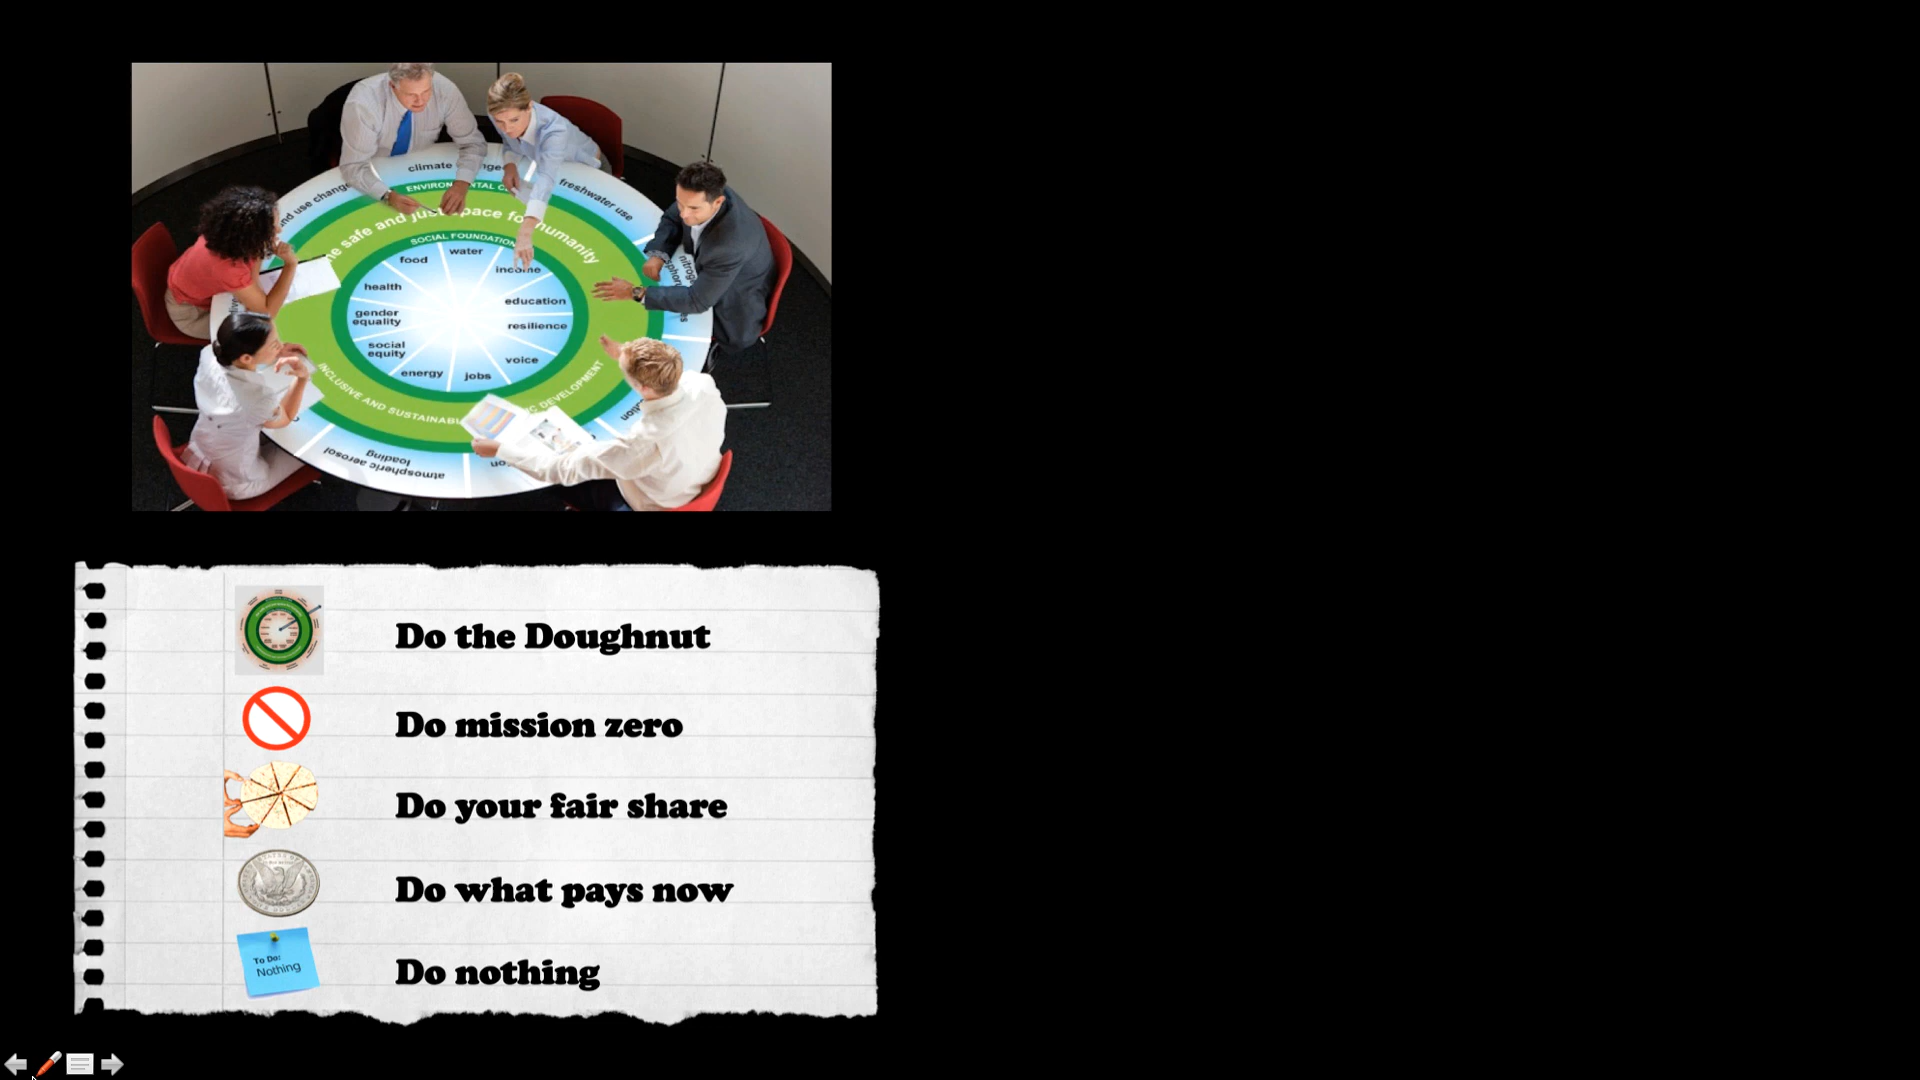 climate
freshwater use
use change
ENVIRON
safe and just space for humanity
SOCIAL FOUNDATION
water
food
income
health
education
gender
equality
resilience
social
equity
voice
energy
jobs
INCLUSIVE AND
DEVELOPMENT
atmospheric aerosol
loading
Do the Doughnut
Do mission zero
Do your fair share
Do what pays now
To Do:
Nothing
Do nothing